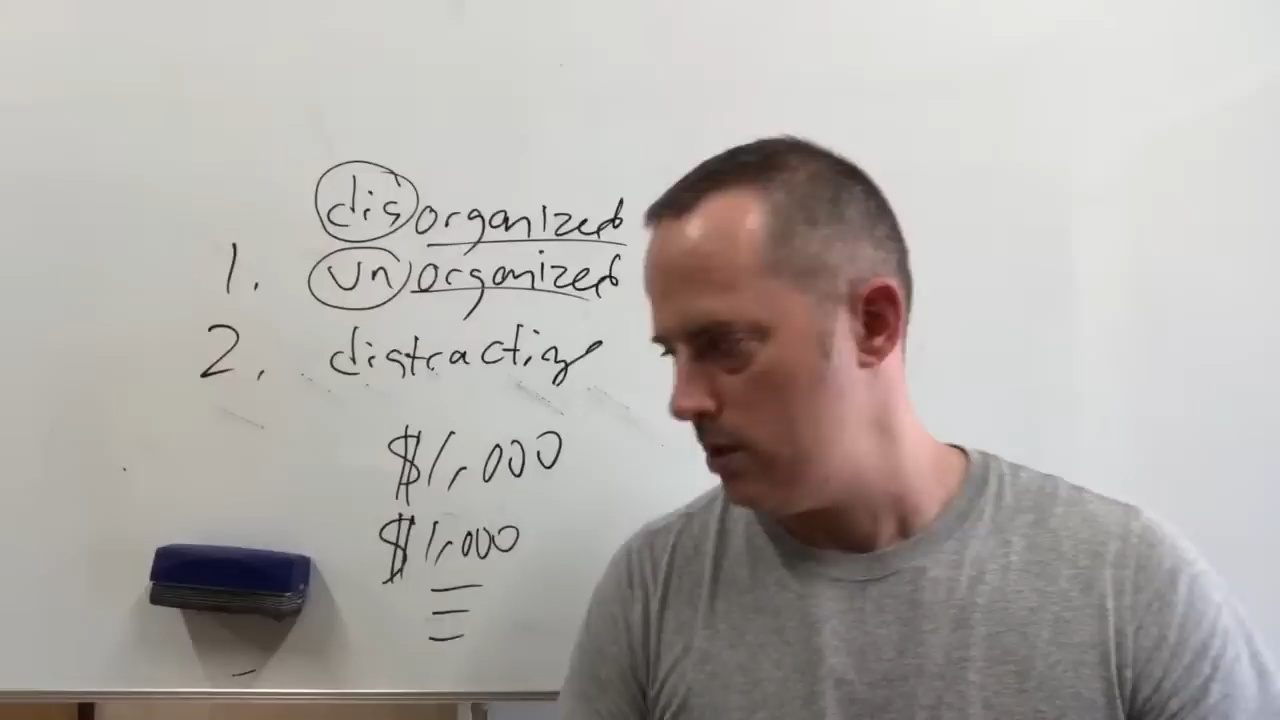 disorganized
1. unorganized
2. distracting
$1,000
$1,000